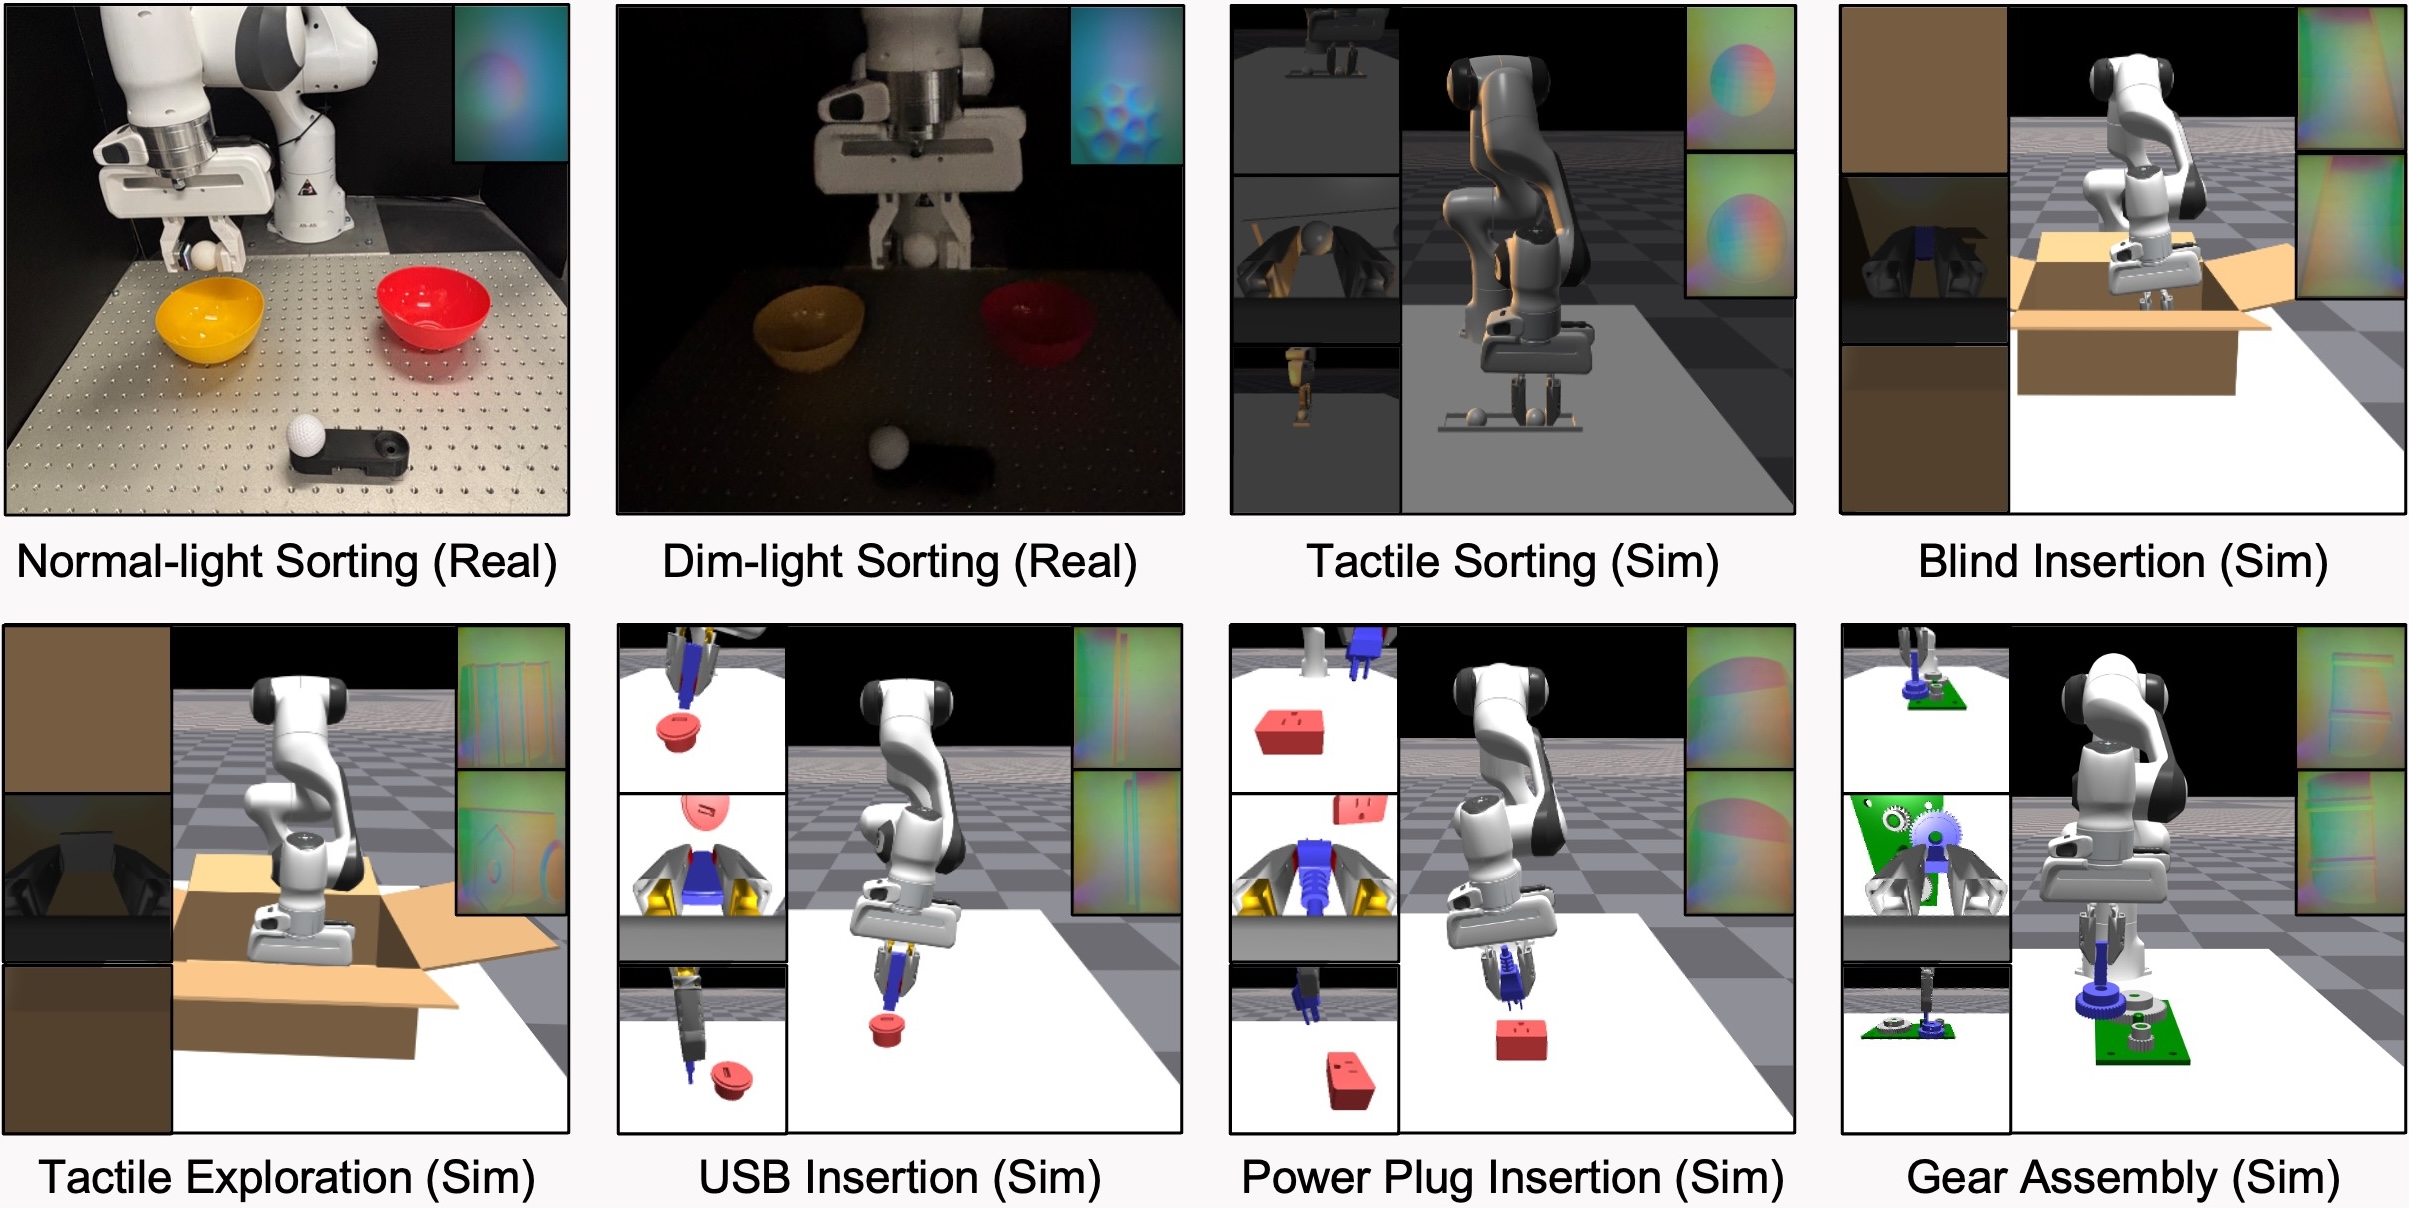 Normal-light Sorting (Real)
Dim-light Sorting (Real)
Tactile Sorting (Sim)
Blind Insertion (Sim)
Tactile Exploration (Sim)
USB Insertion (Sim)
Power Plug Insertion (Sim)
Gear Assembly (Sim)